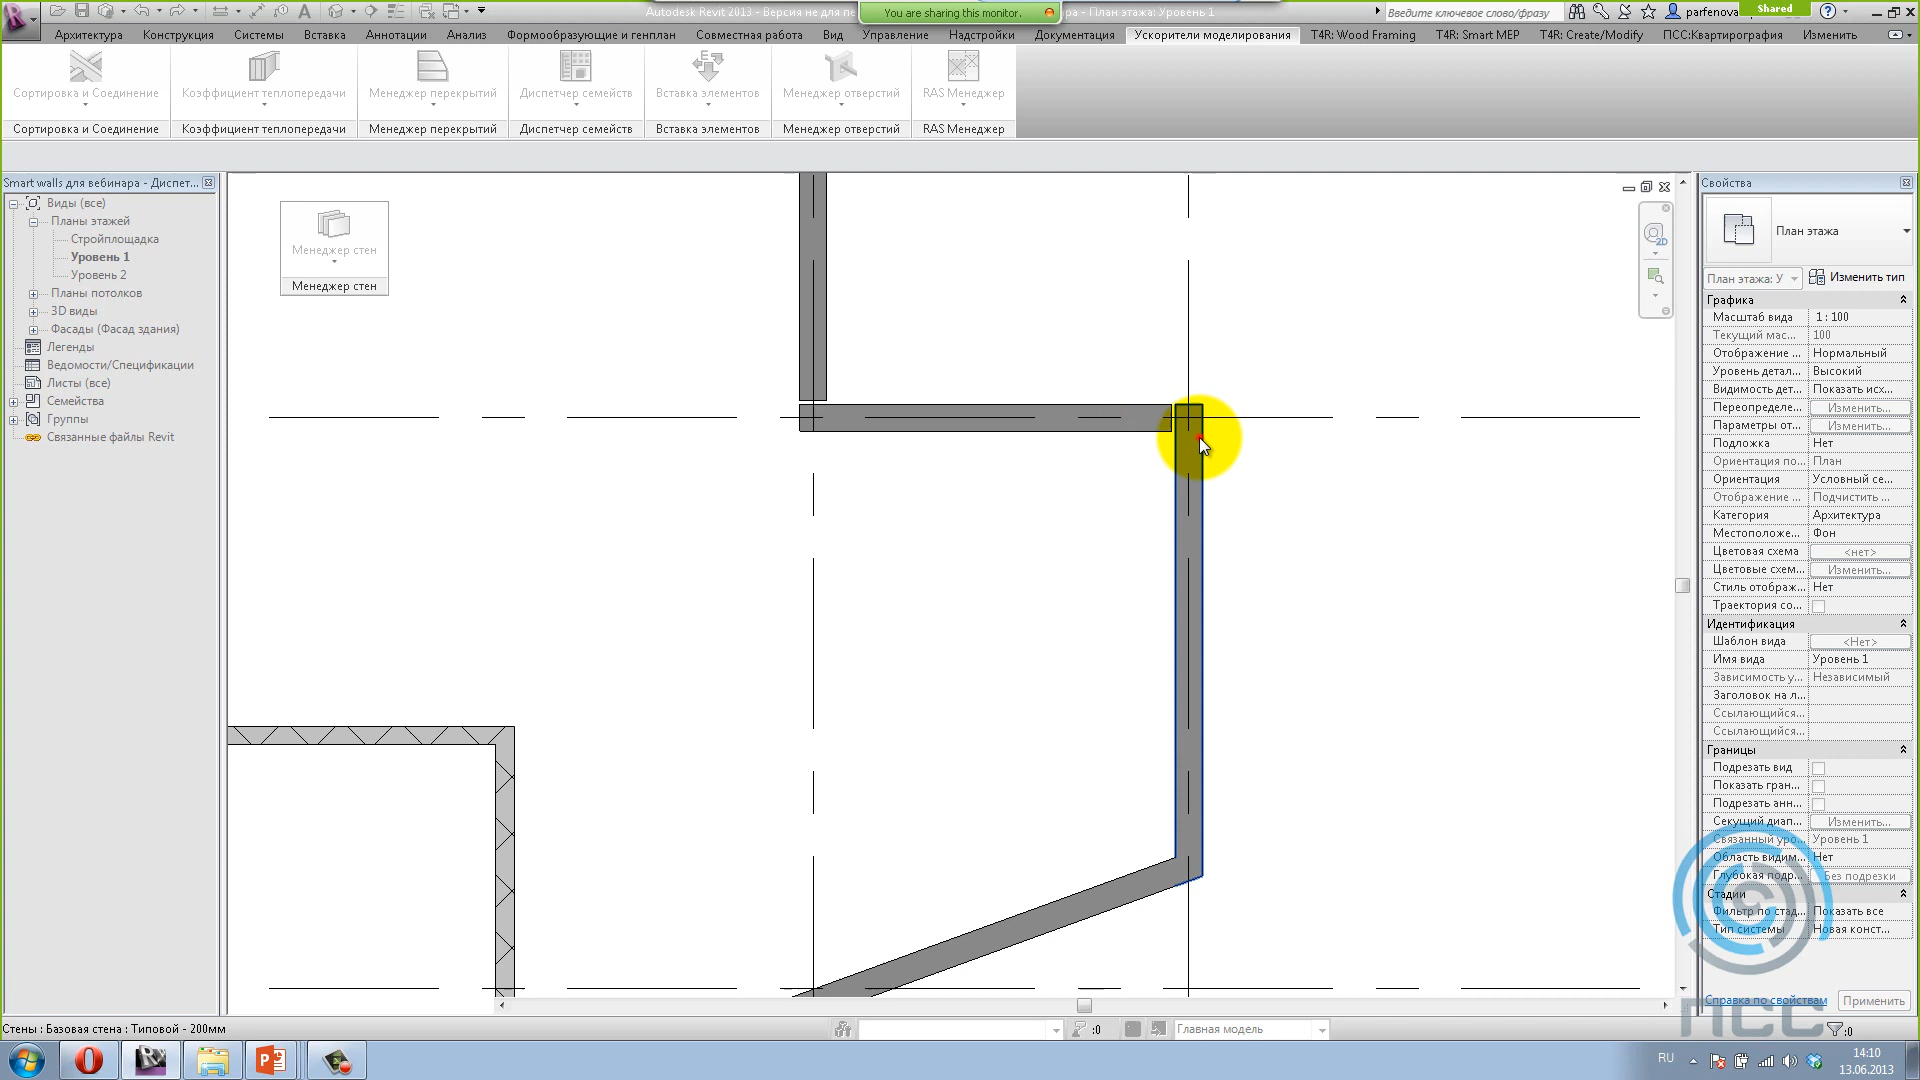 Autodesk Revit 2013 - Версия не для пе
You are sharing this monitor.
ра - План этажа: Уровень 1
Введите ключевое слово/фразу
parfenova
Shared
Архитектура Конструкция Системы Вставка Аннотации Анализ Формообразующие и генплан Совместная работа Вид Управление Надстройки Документация Ускорители моделирования T4R: Wood Framing T4R: Smart MEP T4R: Create/Modify ПСС:Квартирография Изменить
Сортировка и Соединение Коэффициент теплопередачи Менеджер перекрытий Диспетчер семейств Вставка элементов Менеджер отверстий RAS Менеджер
Сортировка и Соединение Коэффициент теплопередачи Менеджер перекрытий Диспетчер семейств Вставка элементов Менеджер отверстий RAS Менеджер
Smart walls для вебинара - Диспет...
Виды (все)
Планы этажей
Стройплощадка
Уровень 1
Уровень 2
Планы потолков
3D виды
Фасады (Фасад здания)
Легенды
Ведомости/Спецификации
Листы (все)
Семейства
Группы
Связанные файлы Revit
Менеджер стен
Менеджер стен
2D
Свойства
План этажа
План этажа: У
Изменить тип
Графика
Масштаб вида 1 : 100
Текущий мас... 100
Отображение ... Нормальный
Уровень детал... Высокий
Видимость дет... Показать исх...
Переопределе... Изменить...
Параметры от... Изменить...
Подложка Нет
Ориентация по... План
Ориентация Условный се...
Отображение ... Подчистить ...
Категория Архитектура
Местоположе... Фон
Цветовая схема <нет>
Цветовые схем... Изменить...
Стиль отображ... Нет
Траектория со...
Идентификация
Шаблон вида <Нет>
Имя вида Уровень 1
Зависимость у... Независимый
Заголовок на л...
Ссылающийся...
Ссылающийся...
Границы
Подрезать вид
Показать гран...
Подрезать анн...
Секущий диап... Изменить...
Связанный уро... Уровень 1
Область видим... Нет
Глубокая подр... Без подрезки
Стадии
Фильтр по стад... Показать все
Тип системы Новая конст...
Справка по свойствам
Применить
ПСС
Стены : Базовая стена : Типовой - 200мм
:0
Главная модель
:0
RU
14:10
13.06.2013